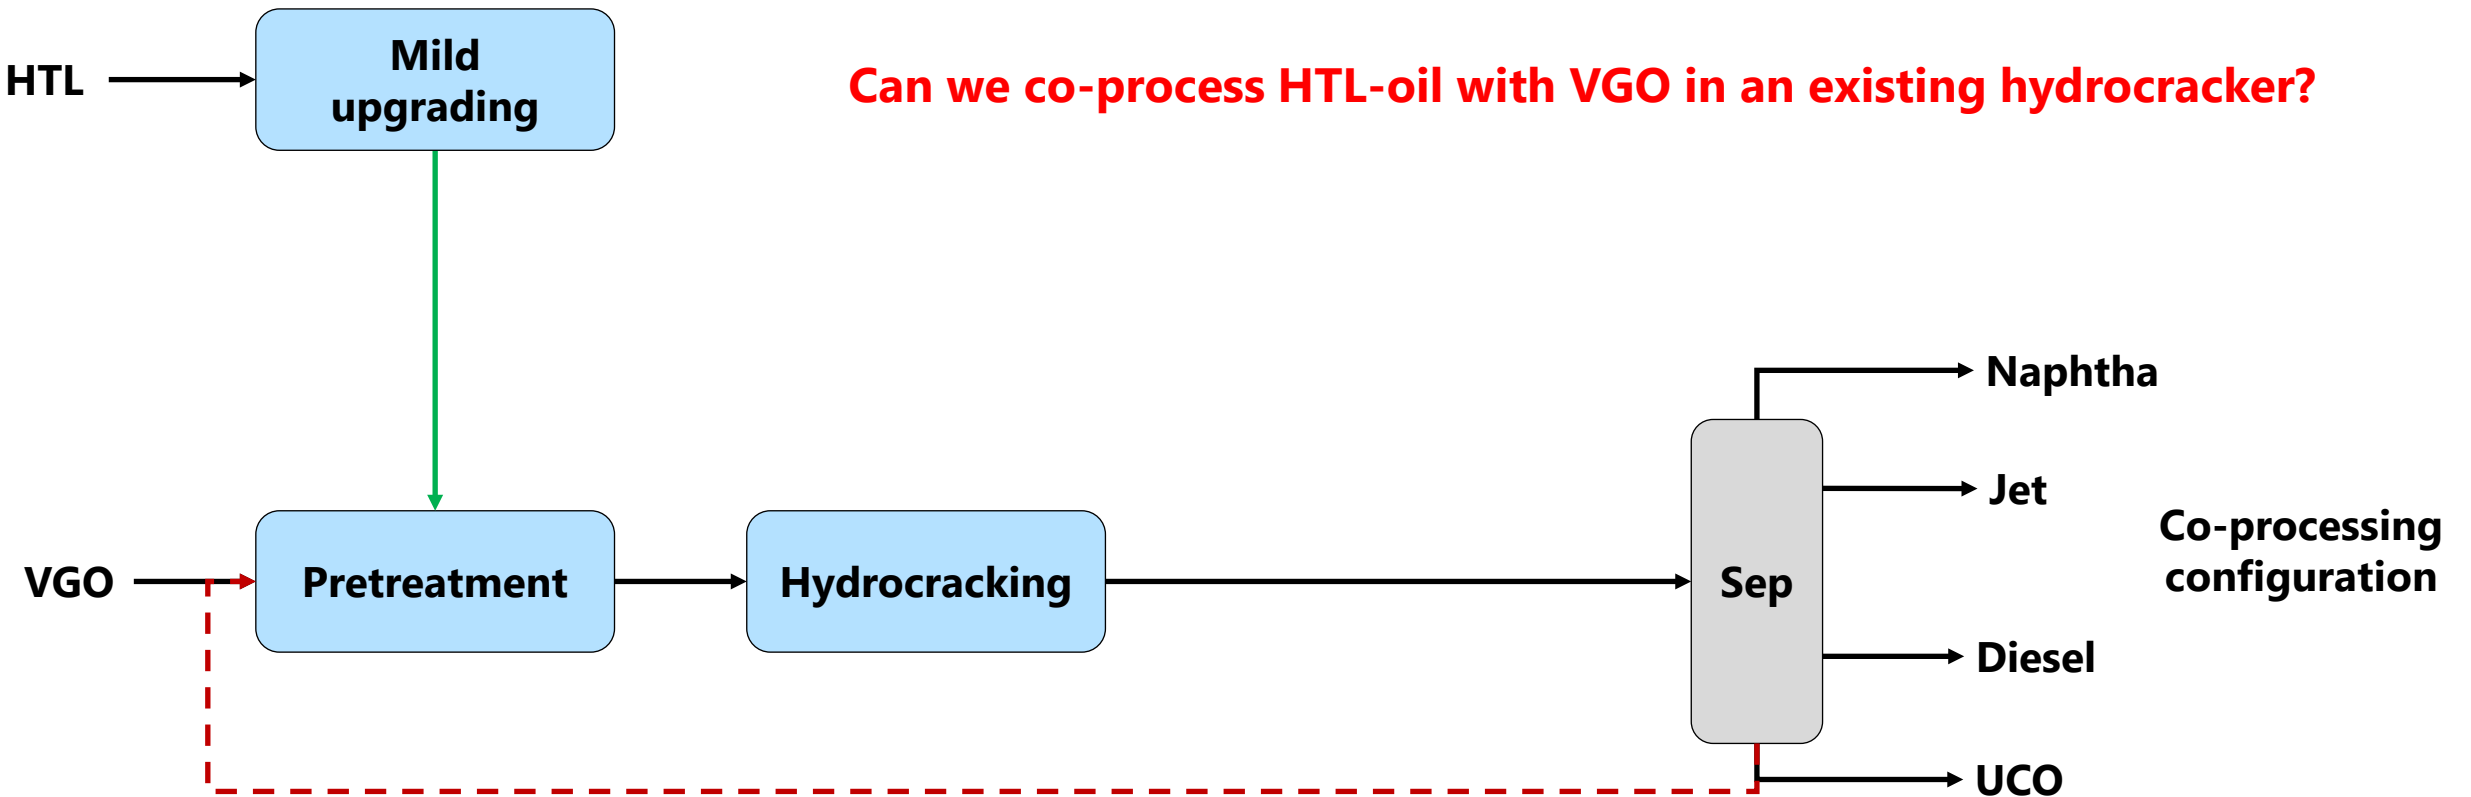 HTL
Mild
upgrading
Can we co-process HTL-oil with VGO in an existing hydrocracker?
VGO
Pretreatment
Hydrocracking
Sep
Naphtha
Jet
Diesel
UCO
Co-processing
configuration